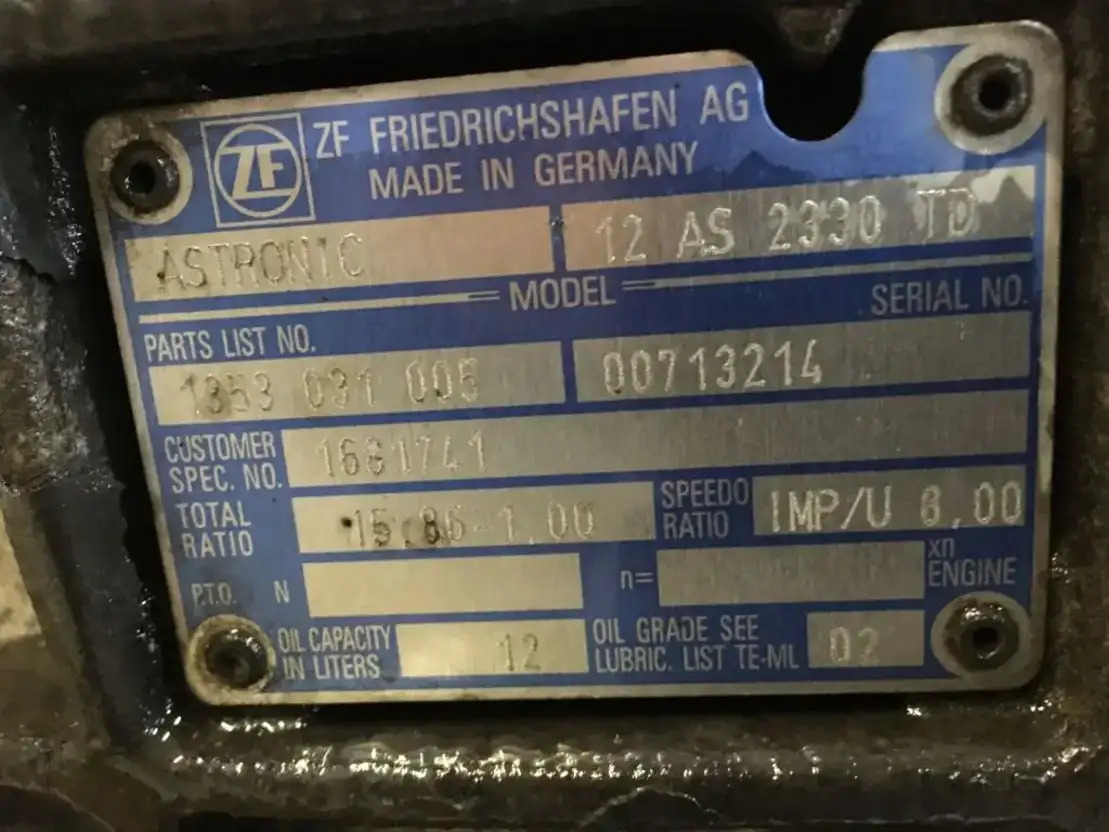 ZF ZF FRIEDRICHSHAFEN AG
MADE IN GERMANY
ASTRONIC 12 AS 2330 TD
MODEL
PARTS LIST NO. SERIAL NO.
1353 031 005 00713214
CUSTOMER SPEC. NO. 1661741
TOTAL RATIO 15.86-1.00 SPEEDO RATIO IMP/U 6.00
P.T.O. N n= xn ENGINE
OIL CAPACITY IN LITERS 12 OIL GRADE SEE LUBRIC. LIST TE-ML 02